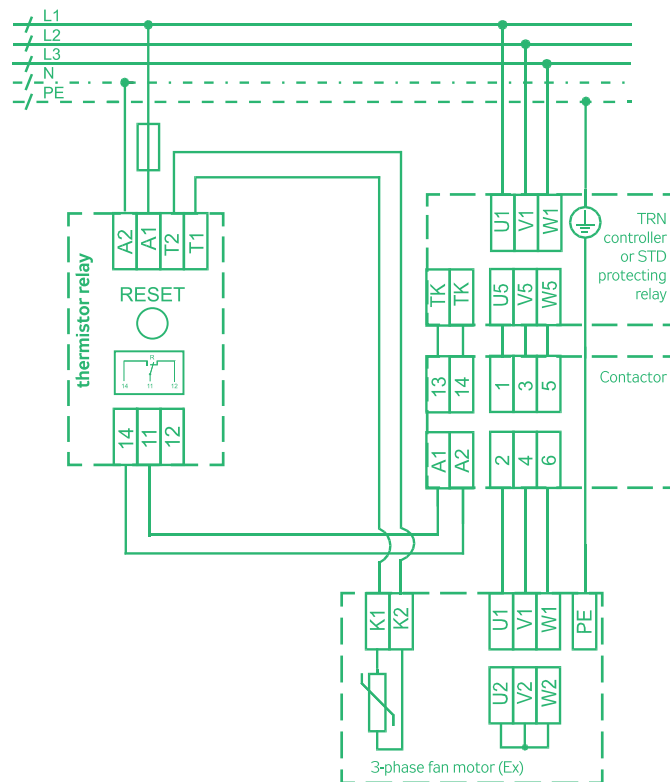 L1
L2
L3
N
PE
A2
A1
T2
T1
thermistor relay
RESET
R
14
11
12
14
11
12
U1
V1
W1
TRN
controller
or STD
protecting
relay
TK
TK
U5
V5
W5
13
14
1
3
5
Contactor
A1
A2
2
4
6
K1
K2
U1
V1
W1
PE
U2
V2
W2
3-phase fan motor (Ex)